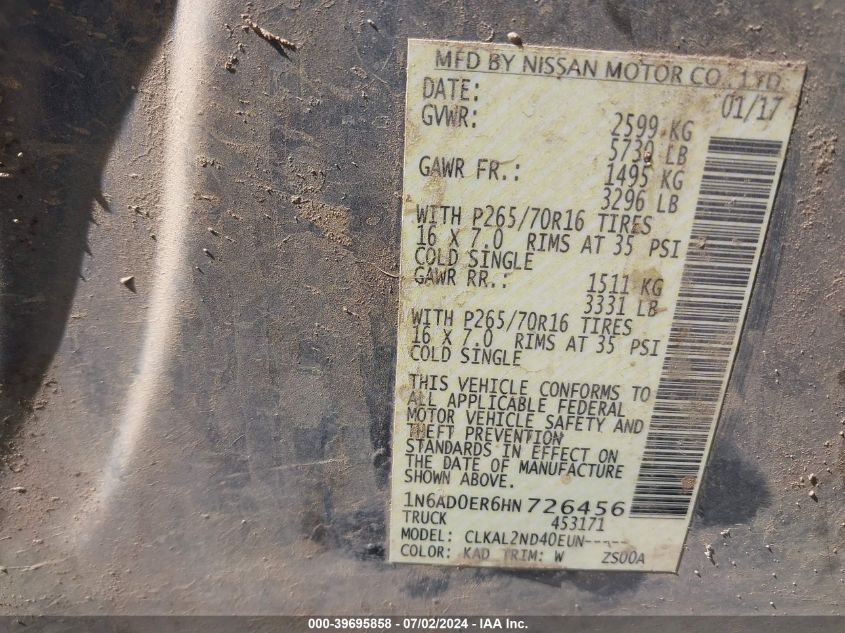 MFD BY NISSAN MOTOR CO., LTD
DATE: 01/17
GVWR: 2599 KG
5730 LB
GAWR FR.: 1495 KG
3296 LB
WITH P265/70R16 TIRES
16 X 7.0 RIMS AT 35 PSI
COLD SINGLE
GAWR RR.: 1511 KG
3331 LB
WITH P265/70R16 TIRES
16 X 7.0 RIMS AT 35 PSI
COLD SINGLE
THIS VEHICLE CONFORMS TO
ALL APPLICABLE FEDERAL
MOTOR VEHICLE SAFETY AND
THEFT PREVENTION
STANDARDS IN EFFECT ON
THE DATE OF MANUFACTURE
SHOWN ABOVE.
1N6AD0ER6HN726456
TRUCK 453171
MODEL: CLKAL2ND40EUN-----
COLOR: KAD TRIM: W ZS00A
000-39695858 - 07/02/2024 - IAA Inc.